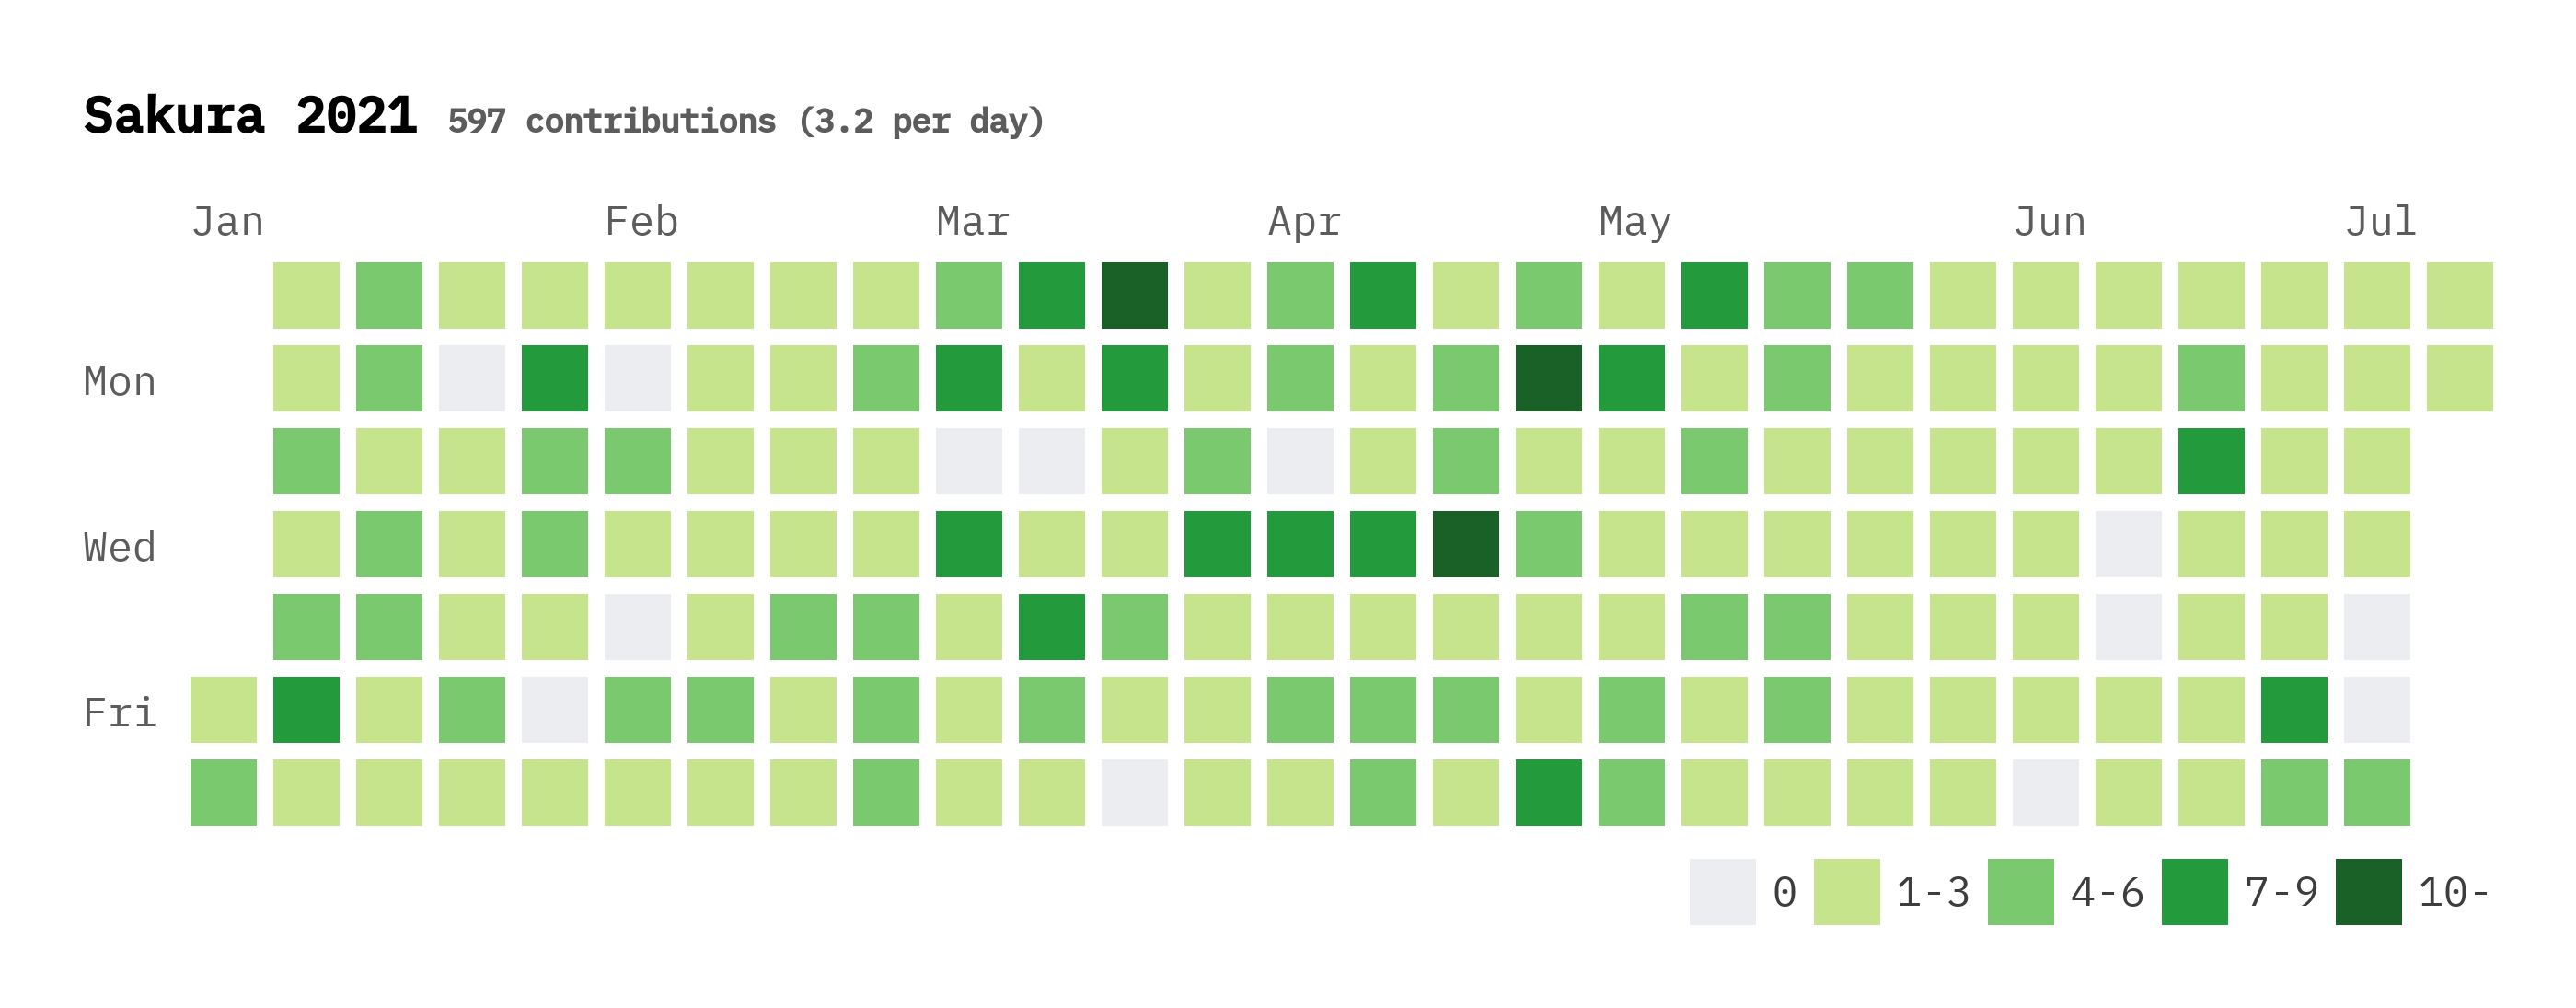 Sakura 2021 597 contributions (3.2 per day)
Jan Feb Mar Apr May Jun Jul
Mon
Wed
Fri
0 1-3 4-6 7-9 10-